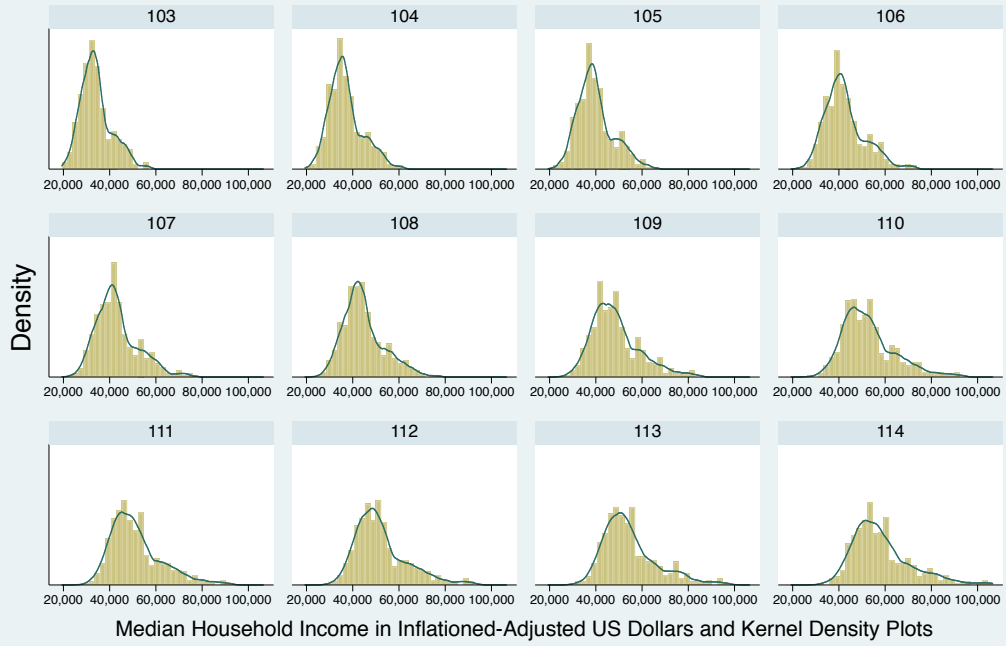 103 104 105 106
20,000 40,000 60,000 80,000 100,000 20,000 40,000 60,000 80,000 100,000 20,000 40,000 60,000 80,000 100,000 20,000 40,000 60,000 80,000 100,000
107 108 109 110
20,000 40,000 60,000 80,000 100,000 20,000 40,000 60,000 80,000 100,000 20,000 40,000 60,000 80,000 100,000 20,000 40,000 60,000 80,000 100,000
Density
111 112 113 114
20,000 40,000 60,000 80,000 100,000 20,000 40,000 60,000 80,000 100,000 20,000 40,000 60,000 80,000 100,000 20,000 40,000 60,000 80,000 100,000
Median Household Income in Inflationed-Adjusted US Dollars and Kernel Density Plots